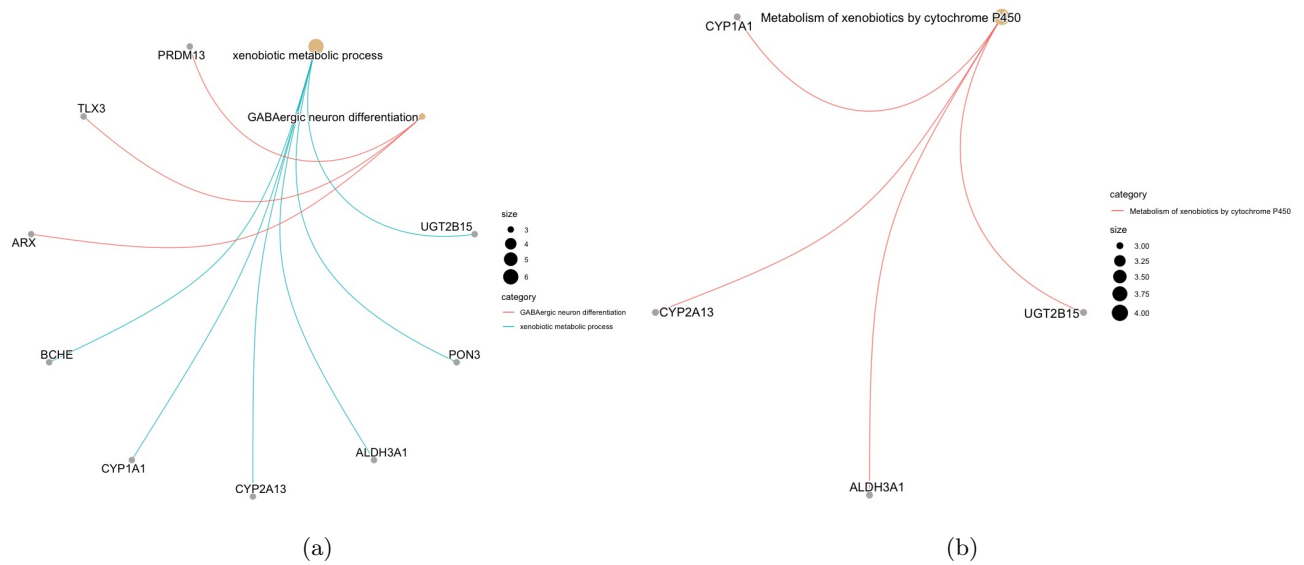 PRDM13
xenobiotic metabolic process
TLX3
GABAergic neuron differentiation
ARX
UGT2B15
BCHE
PON3
CYP1A1
CYP2A13
ALDH3A1
size
3
4
5
6
category
GABAergic neuron differentiation
xenobiotic metabolic process
(a)
Metabolism of xenobiotics by cytochrome P450
CYP1A1
CYP2A13
UGT2B15
ALDH3A1
category
Metabolism of xenobiotics by cytochrome P450
size
3.00
3.25
3.50
3.75
4.00
(b)